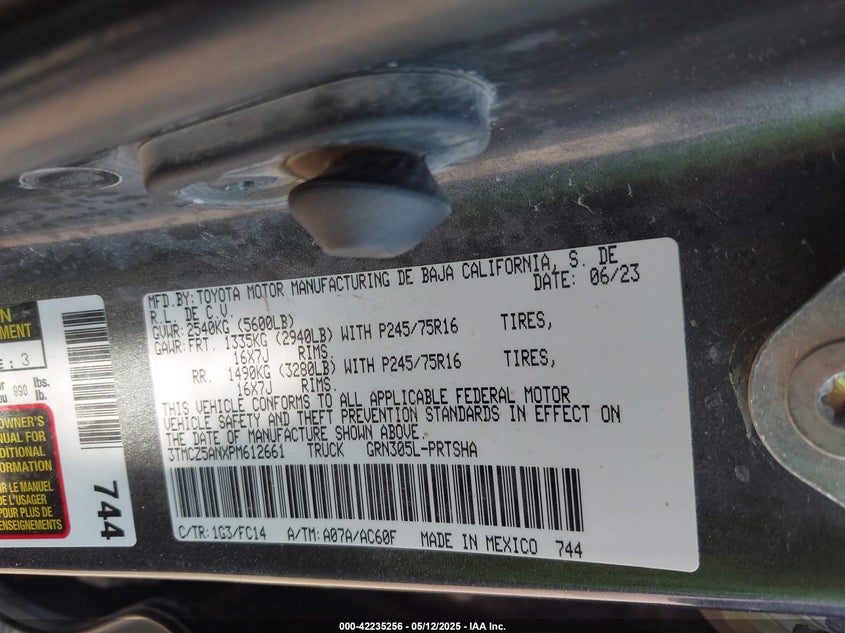 MFD.BY: TOYOTA MOTOR MANUFACTURING DE BAJA CALIFORNIA, S. DE
R.L. DE C.V. DATE: 06/23
GVWR: 2540KG (5600LB)
GAWR: FRT 1335KG (2940LB) WITH P245/75R16 TIRES,
16X7J RIMS.
RR. 1490KG (3280LB) WITH P245/75R16 TIRES,
16X7J RIMS.
THIS VEHICLE CONFORMS TO ALL APPLICABLE FEDERAL MOTOR
VEHICLE SAFETY AND THEFT PREVENTION STANDARDS IN EFFECT ON
THE DATE OF MANUFACTURE SHOWN ABOVE.
3TMCZ5ANXPM612661 TRUCK GRN305L-PRTSHA
C/TR: 1G3/FC14 A/TM: A07A/AC60F MADE IN MEXICO 744
: 3
990 lbs.
lb.
OWNER'S
MANUAL FOR
ADDITIONAL
INFORMATION
LE MANUEL
DE L'USAGER
POUR PLUS DE
RENSEIGNEMENTS
744
000-42235256 - 05/12/2025 - IAA Inc.